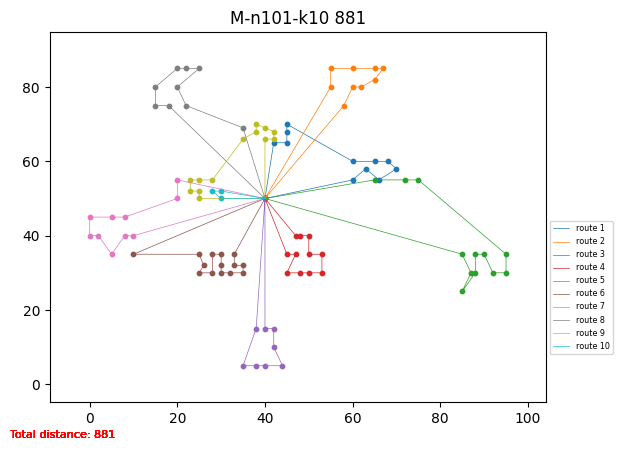 M-n101-k10 881
80
60
40
20
0
0 20 40 60 80 100
route 1
route 2
route 3
route 4
route 5
route 6
route 7
route 8
route 9
route 10
Total distance: 881